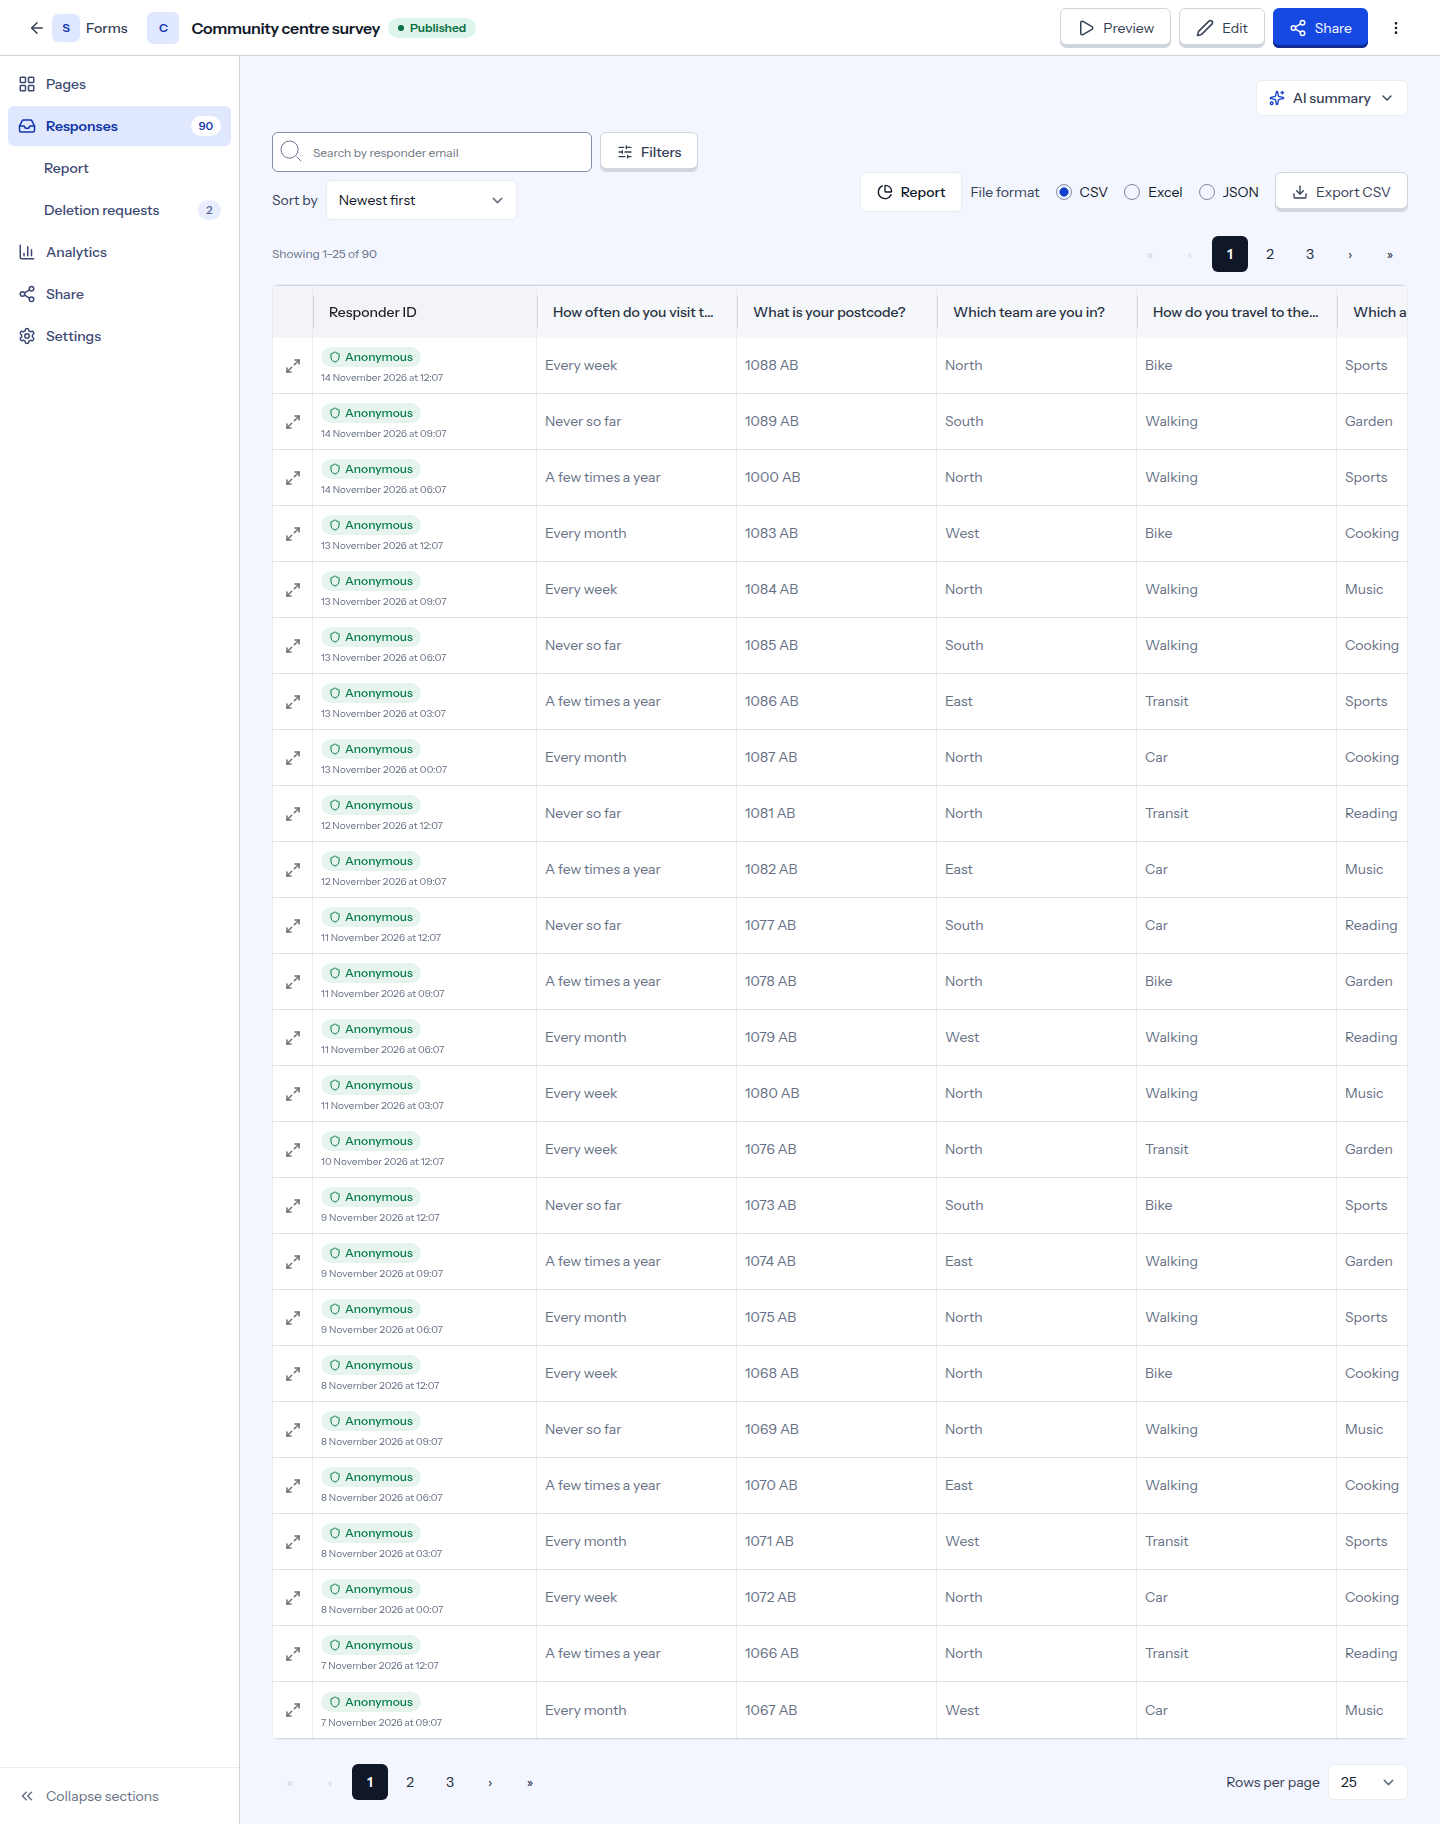 S Forms C Community centre survey Published Preview Edit Share
Pages
Responses 90
Report
Deletion requests 2
Analytics
Share
Settings
Collapse sections
AI summary
Search by responder email Filters
Sort by Newest first Report File format CSV Excel JSON Export CSV
Showing 1–25 of 90 « ‹ 1 2 3 › »
Responder ID How often do you visit t... What is your postcode? Which team are you in? How do you travel to the... Which a
Anonymous
14 November 2026 at 12:07 Every week 1088 AB North Bike Sports
Anonymous
14 November 2026 at 09:07 Never so far 1089 AB South Walking Garden
Anonymous
14 November 2026 at 06:07 A few times a year 1000 AB North Walking Sports
Anonymous
13 November 2026 at 12:07 Every month 1083 AB West Bike Cooking
Anonymous
13 November 2026 at 09:07 Every week 1084 AB North Walking Music
Anonymous
13 November 2026 at 06:07 Never so far 1085 AB South Walking Cooking
Anonymous
13 November 2026 at 03:07 A few times a year 1086 AB East Transit Sports
Anonymous
13 November 2026 at 00:07 Every month 1087 AB North Car Cooking
Anonymous
12 November 2026 at 12:07 Never so far 1081 AB North Transit Reading
Anonymous
12 November 2026 at 09:07 A few times a year 1082 AB East Car Music
Anonymous
11 November 2026 at 12:07 Never so far 1077 AB South Car Reading
Anonymous
11 November 2026 at 09:07 A few times a year 1078 AB North Bike Garden
Anonymous
11 November 2026 at 06:07 Every month 1079 AB West Walking Reading
Anonymous
11 November 2026 at 03:07 Every week 1080 AB North Walking Music
Anonymous
10 November 2026 at 12:07 Every week 1076 AB North Transit Garden
Anonymous
9 November 2026 at 12:07 Never so far 1073 AB South Bike Sports
Anonymous
9 November 2026 at 09:07 A few times a year 1074 AB East Walking Garden
Anonymous
9 November 2026 at 06:07 Every month 1075 AB North Walking Sports
Anonymous
8 November 2026 at 12:07 Every week 1068 AB North Bike Cooking
Anonymous
8 November 2026 at 09:07 Never so far 1069 AB North Walking Music
Anonymous
8 November 2026 at 06:07 A few times a year 1070 AB East Walking Cooking
Anonymous
8 November 2026 at 03:07 Every month 1071 AB West Transit Sports
Anonymous
8 November 2026 at 00:07 Every week 1072 AB North Car Cooking
Anonymous
7 November 2026 at 12:07 A few times a year 1066 AB North Transit Reading
Anonymous
7 November 2026 at 09:07 Every month 1067 AB West Car Music
« ‹ 1 2 3 › » Rows per page 25